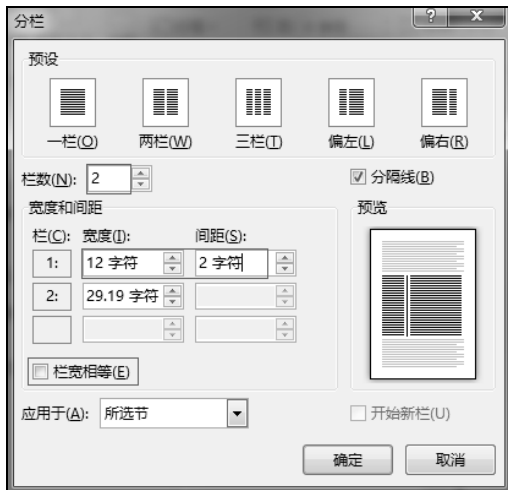 分栏
预设
一栏(O) 两栏(W) 三栏(T) 偏左(L) 偏右(R)
栏数(N): 2 分隔线(B)
宽度和间距 预览
栏(C): 宽度(I): 间距(S):
1: 12 字符 2 字符
2: 29.19 字符
栏宽相等(E)
应用于(A): 所选节 开始新栏(U)
确定 取消